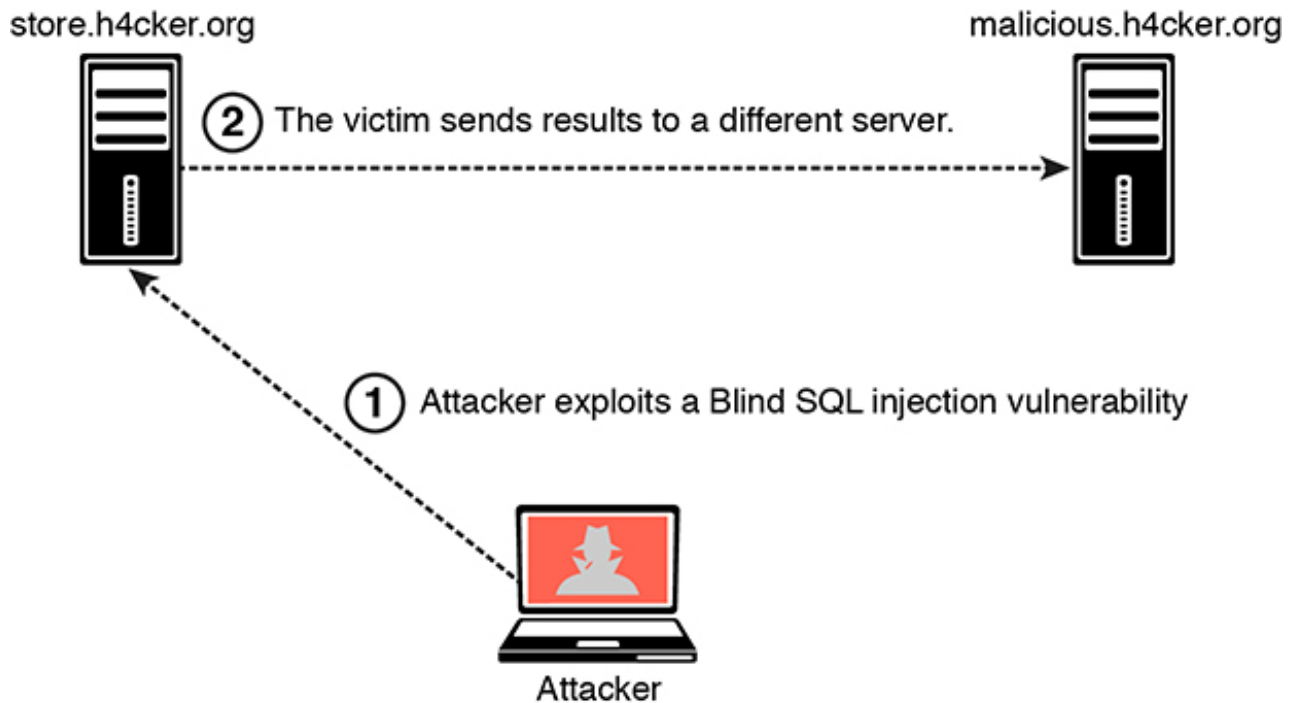 store.h4cker.org
malicious.h4cker.org
2 The victim sends results to a different server.
1 Attacker exploits a Blind SQL injection vulnerability
Attacker